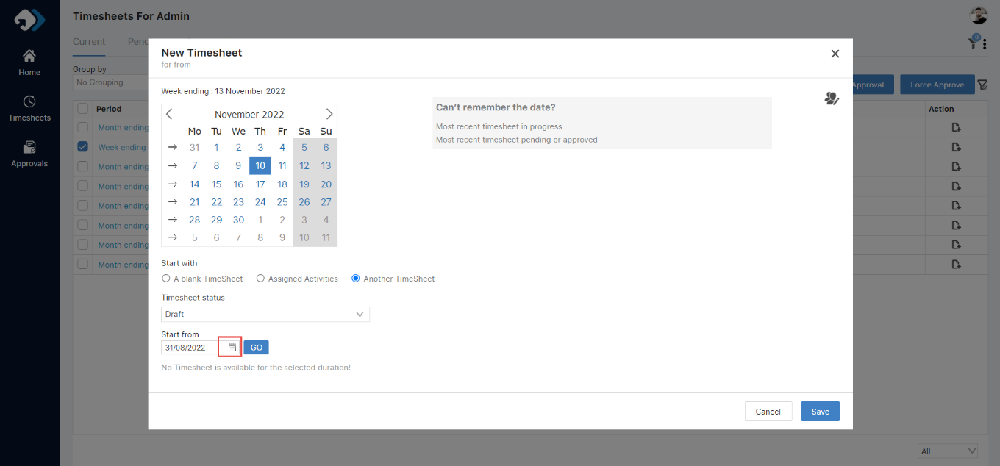 Timesheets For Admin
Home
Timesheets
Approvals
Current
Group by
No Grouping
Approval
Force Approve
Period
Action
Month ending
Week ending
Month ending
Month ending
Month ending
Month ending
Month ending
Month ending
All
New Timesheet
for from
Week ending : 13 November 2022
November 2022
- Mo Tu We Th Fr Sa Su
→ 31 1 2 3 4 5 6
→ 7 8 9 10 11 12 13
→ 14 15 16 17 18 19 20
→ 21 22 23 24 25 26 27
→ 28 29 30 1 2 3 4
→ 5 6 7 8 9 10 11
Can't remember the date?
Most recent timesheet in progress
Most recent timesheet pending or approved
Start with
A blank TimeSheet Assigned Activities Another TimeSheet
Timesheet status
Draft
Start from
31/08/2022 GO
No Timesheet is available for the selected duration!
Cancel Save